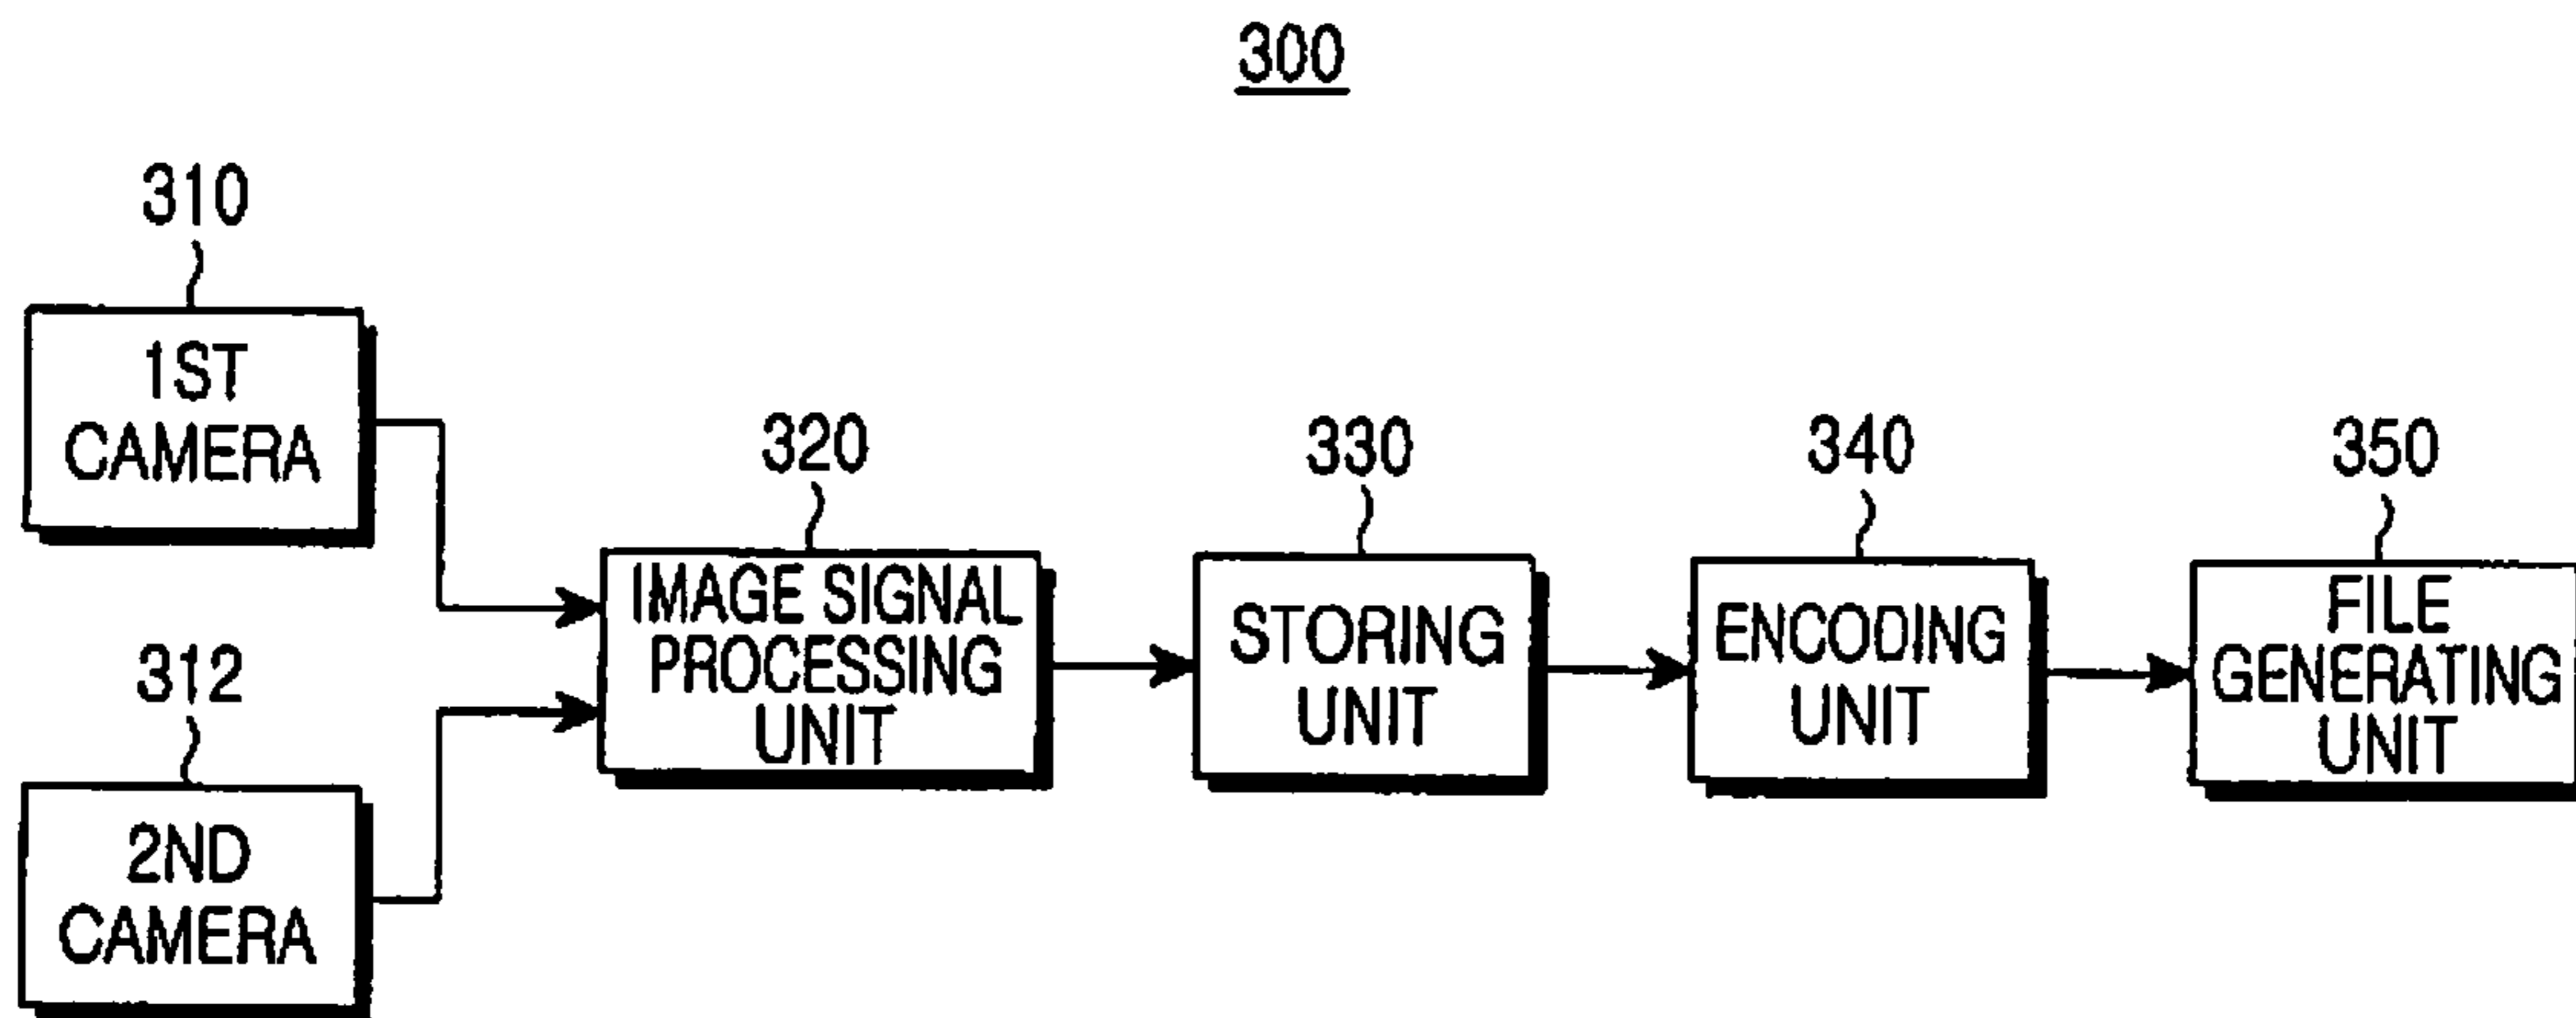 300
310
1ST
CAMERA
312
2ND
CAMERA
320
IMAGE SIGNAL
PROCESSING
UNIT
330
STORING
UNIT
340
ENCODING
UNIT
350
FILE
GENERATING
UNIT